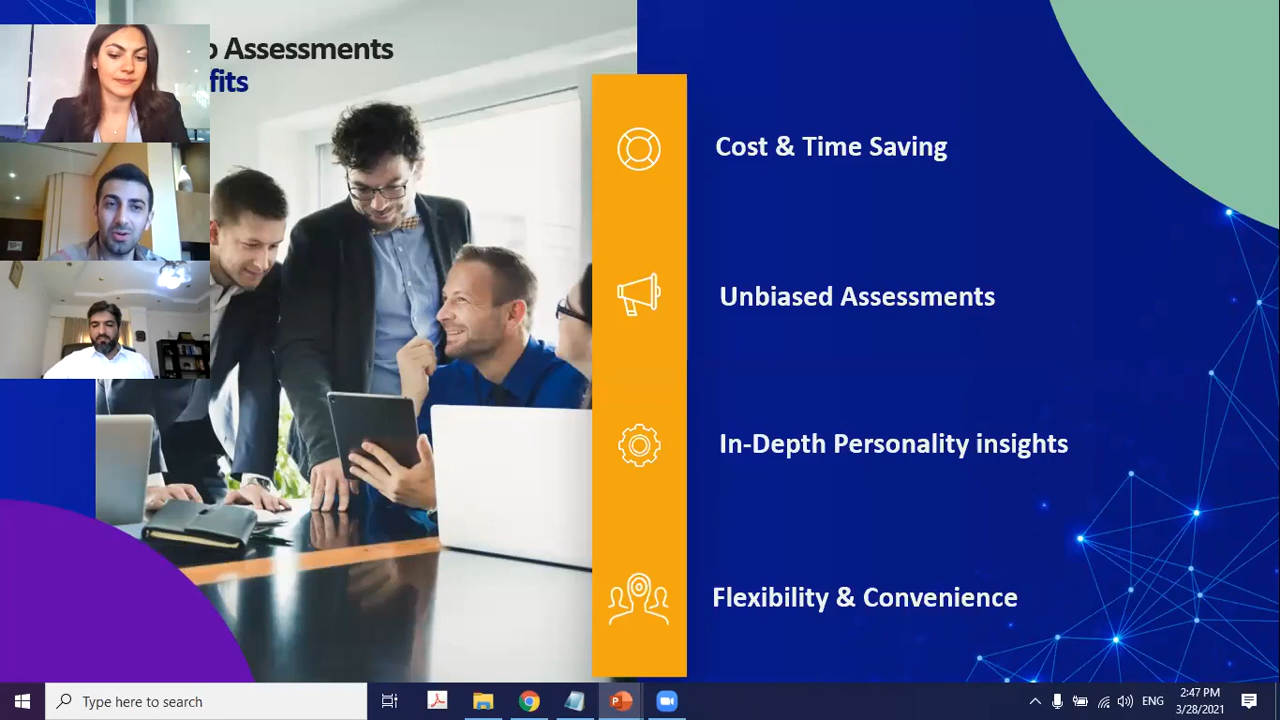 Assessments
fits
Cost & Time Saving
Unbiased Assessments
In-Depth Personality insights
Flexibility & Convenience
Type here to search
ENG
2:47 PM
3/28/2021